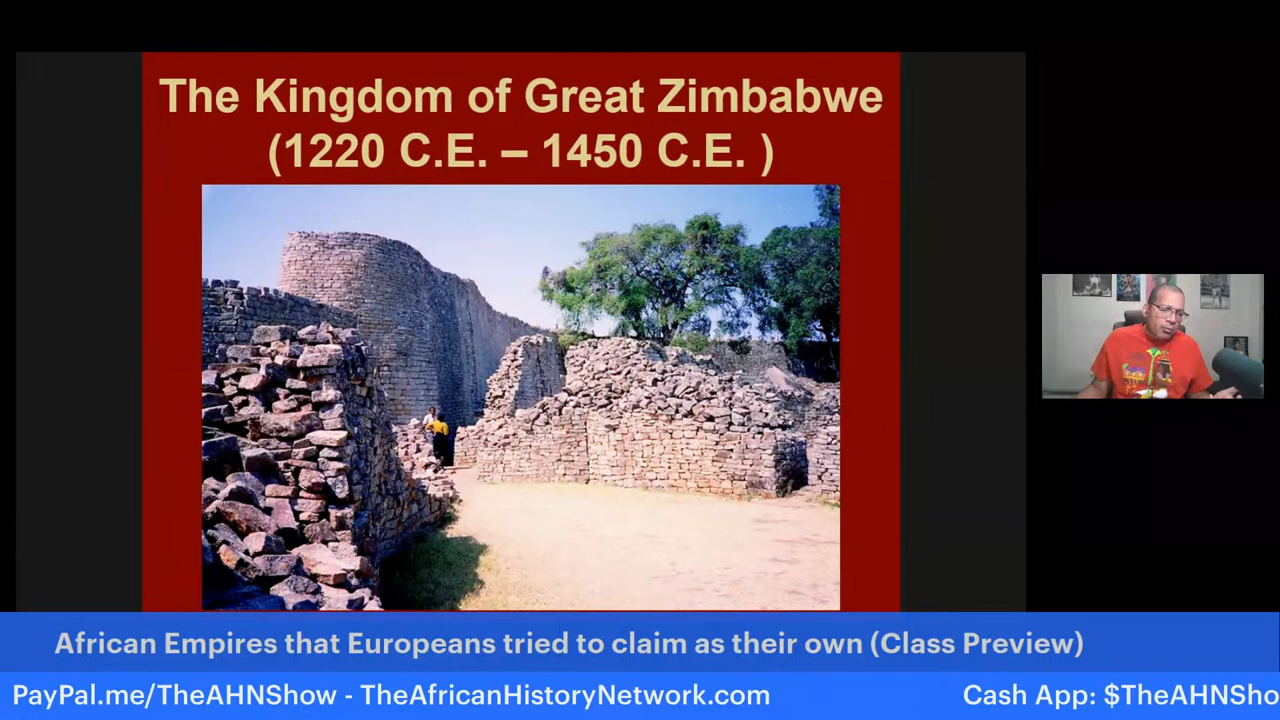 The Kingdom of Great Zimbabwe
(1220 C.E. – 1450 C.E. )
African Empires that Europeans tried to claim as their own (Class Preview)
PayPal.me/TheAHNShow - TheAfricanHistoryNetwork.com
Cash App: $TheAHNSho